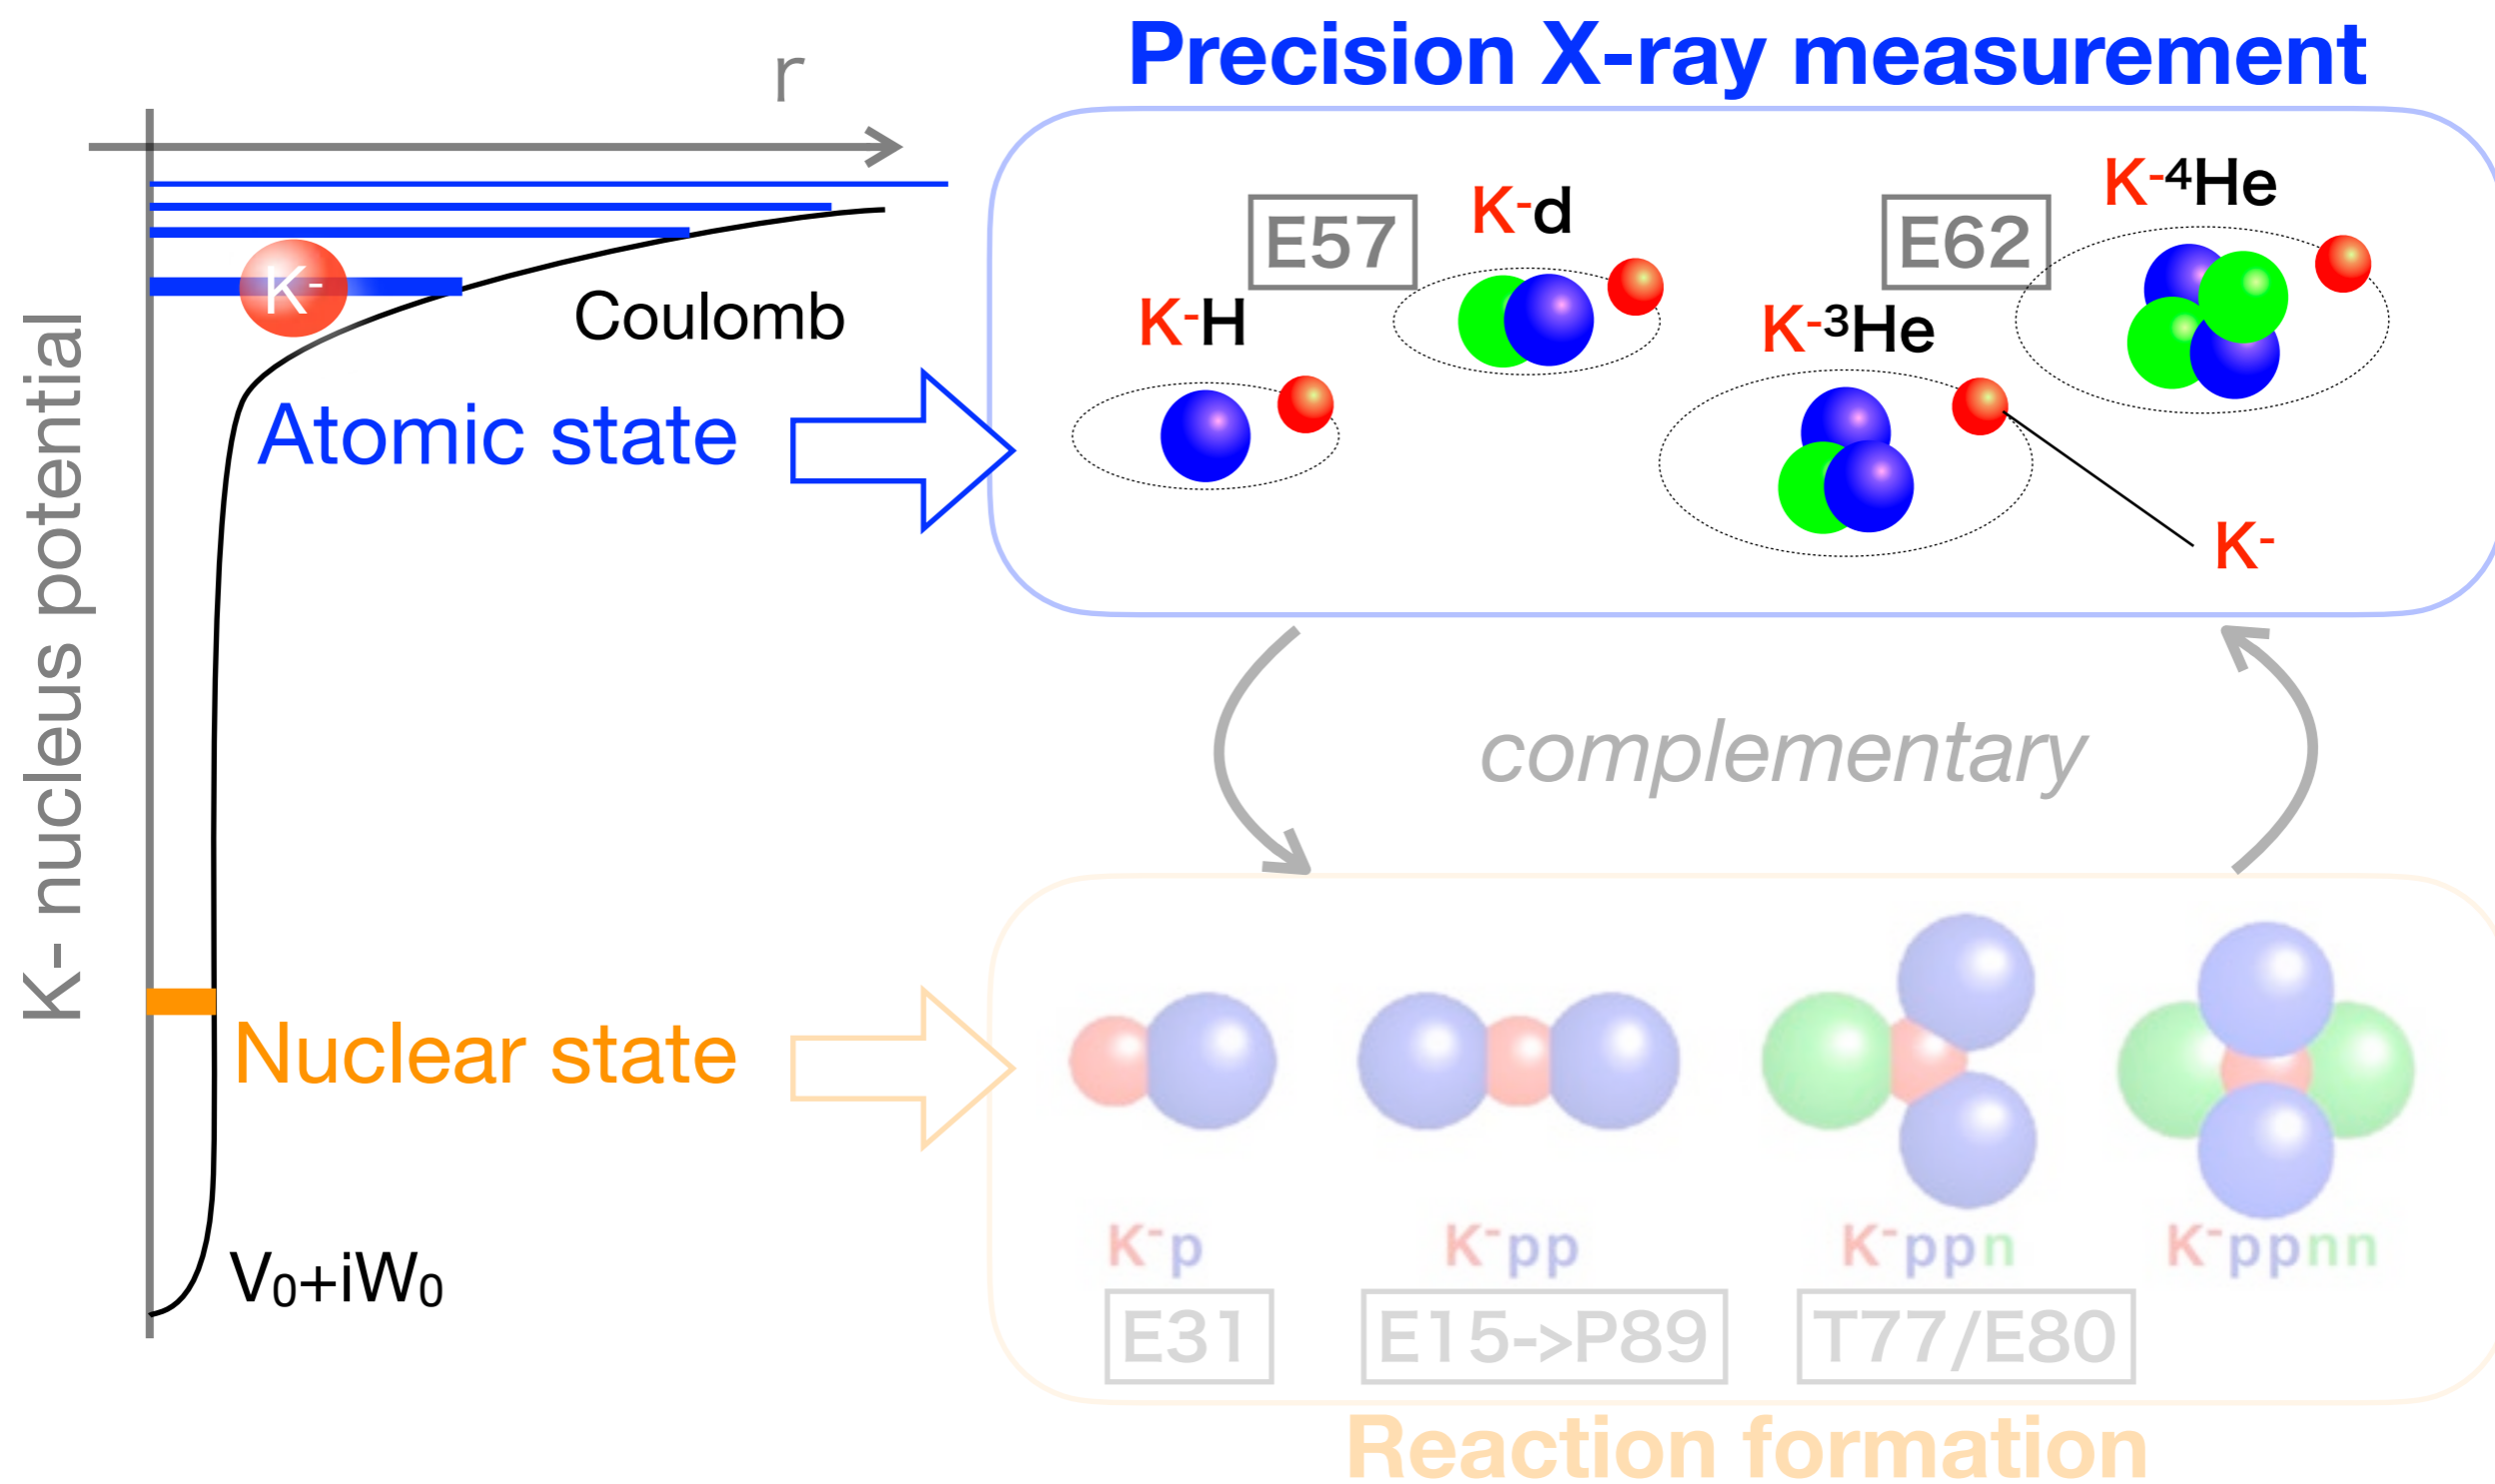 r
K- nucleus potential
K-
Coulomb
Atomic state
Nuclear state
V₀+iW₀
Precision X-ray measurement
E57
K-d
K-H
E62
K-⁴He
K-³He
K-
complementary
K-p
K-pp
K-ppn
K-ppnn
E31
E15->P89
T77/E80
Reaction formation